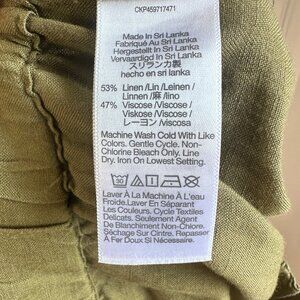 CKP459717471
Made In Sri Lanka
Fabriqué Au Sri Lanka
Hergestellt In Sri Lanka
Vervaardigd In Sri Lanka
スリランカ製
hecho en sri lanka
53% Linen /Lin /Leinen /
Linnen /麻 /lino
47% Viscose /Viscose /
Viskose /Viscose /
レーヨン /viscosa
Machine Wash Cold With Like
Colors. Gentle Cycle. Non-
Chlorine Bleach Only. Line
Dry. Iron On Lowest Setting.
Laver À La Machine À L'eau
Froide. Laver En Séparant
Les Couleurs. Cycle Textiles
Délicats. Seulement Agent
De Blanchiment Non-Chlore.
Séchage Sur Cintre. Repasser
À Fer Doux Si Nécessaire.